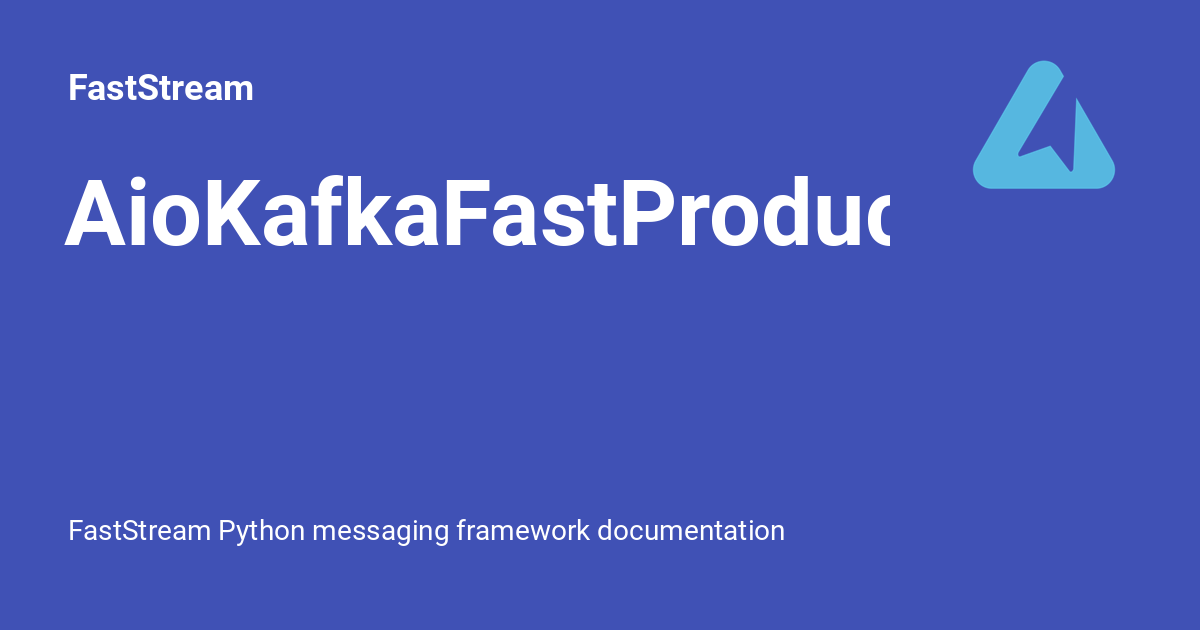 FastStream
AioKafkaFastProduc
FastStream Python messaging framework documentation